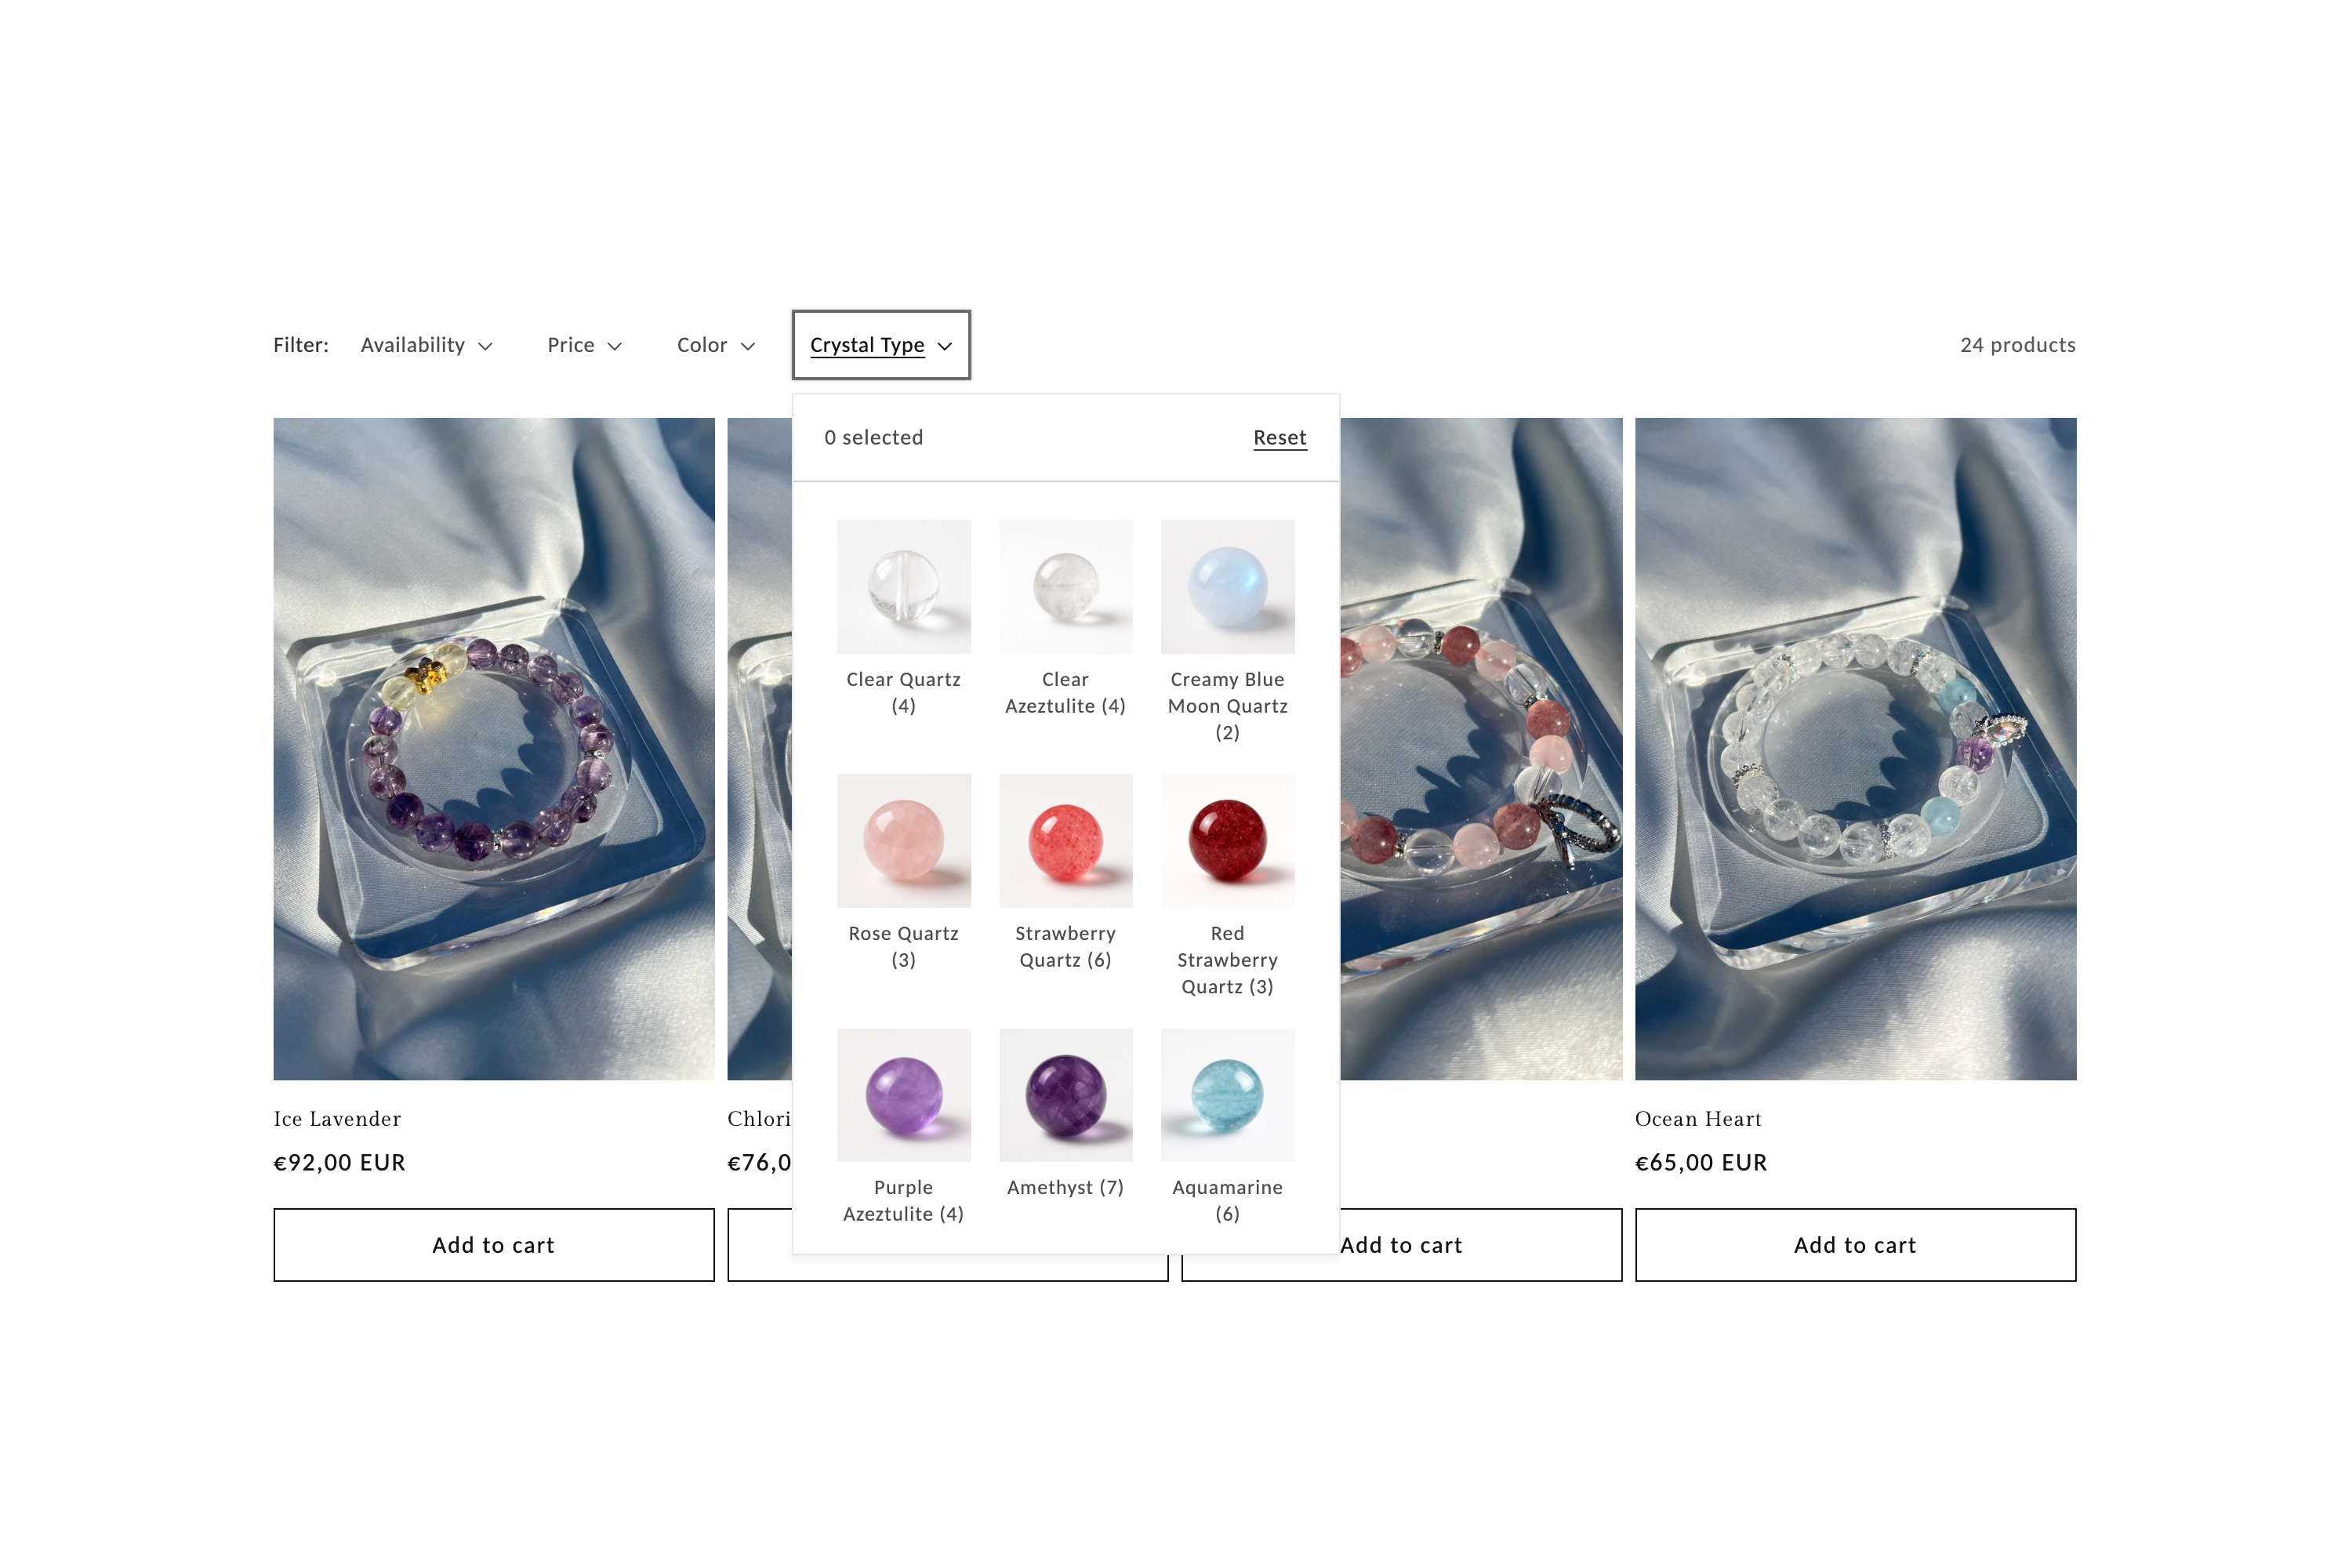 Filter: Availability Price Color Crystal Type 24 products
0 selected Reset
Clear Quartz
(4)
Clear
Azeztulite (4)
Creamy Blue
Moon Quartz
(2)
Rose Quartz
(3)
Strawberry
Quartz (6)
Red
Strawberry
Quartz (3)
Purple
Azeztulite (4)
Amethyst (7)
Aquamarine
(6)
Ice Lavender
€92,00 EUR
Add to cart
Chlori
€76,0
Add to cart
Ocean Heart
€65,00 EUR
Add to cart